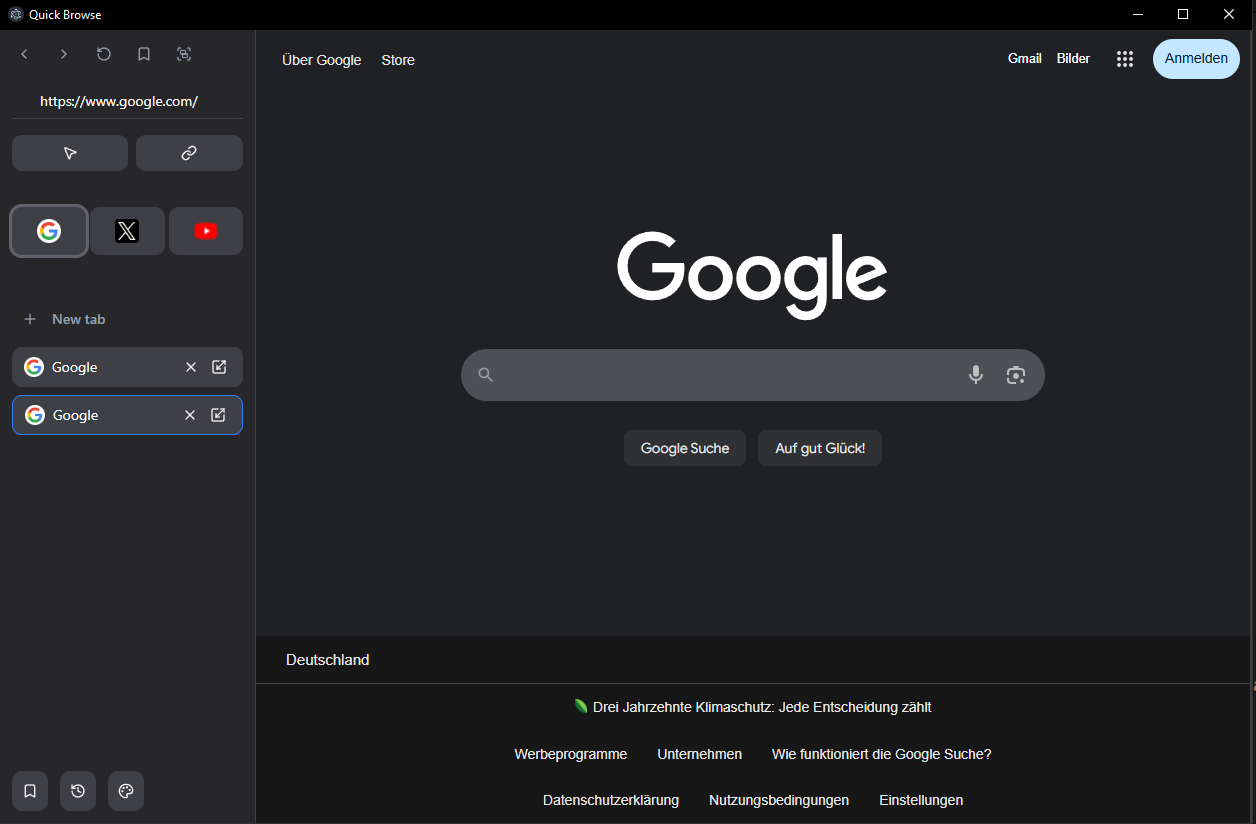 Quick Browse
https://www.google.com/
New tab
Google
Google
Über Google Store
Gmail Bilder Anmelden
Google
Google Suche Auf gut Glück!
Deutschland
Drei Jahrzehnte Klimaschutz: Jede Entscheidung zählt
Werbeprogramme Unternehmen Wie funktioniert die Google Suche?
Datenschutzerklärung Nutzungsbedingungen Einstellungen